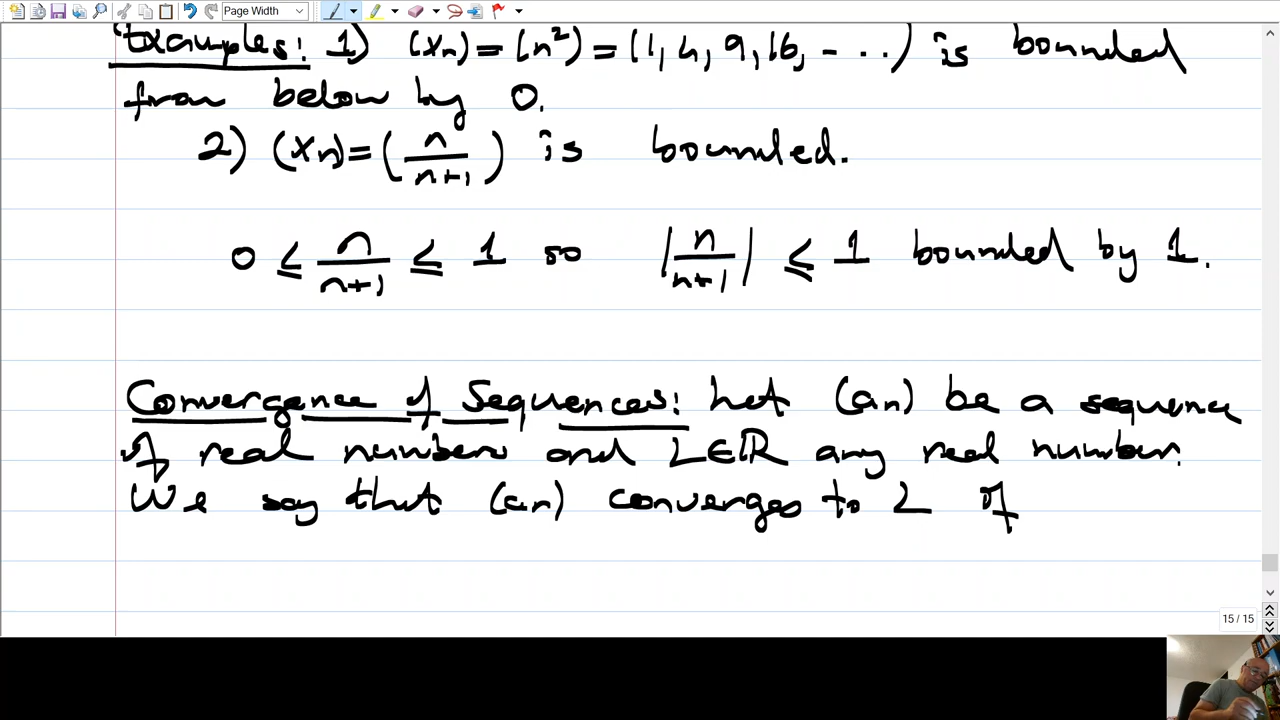 Page Width
Examples: 1) (xn) = (n²) = (1, 4, 9, 16, - ...) is bounded
from below by 0.
2) (xn) = (n/n+1) is bounded.
0 ≤ n/n+1 ≤ 1 so |n/n+1| ≤ 1 bounded by 1.
Convergence of Sequences: Let (an) be a sequence
of real numbers and L∈ℝ any real number.
We say that (an) converges to L if
15 / 15